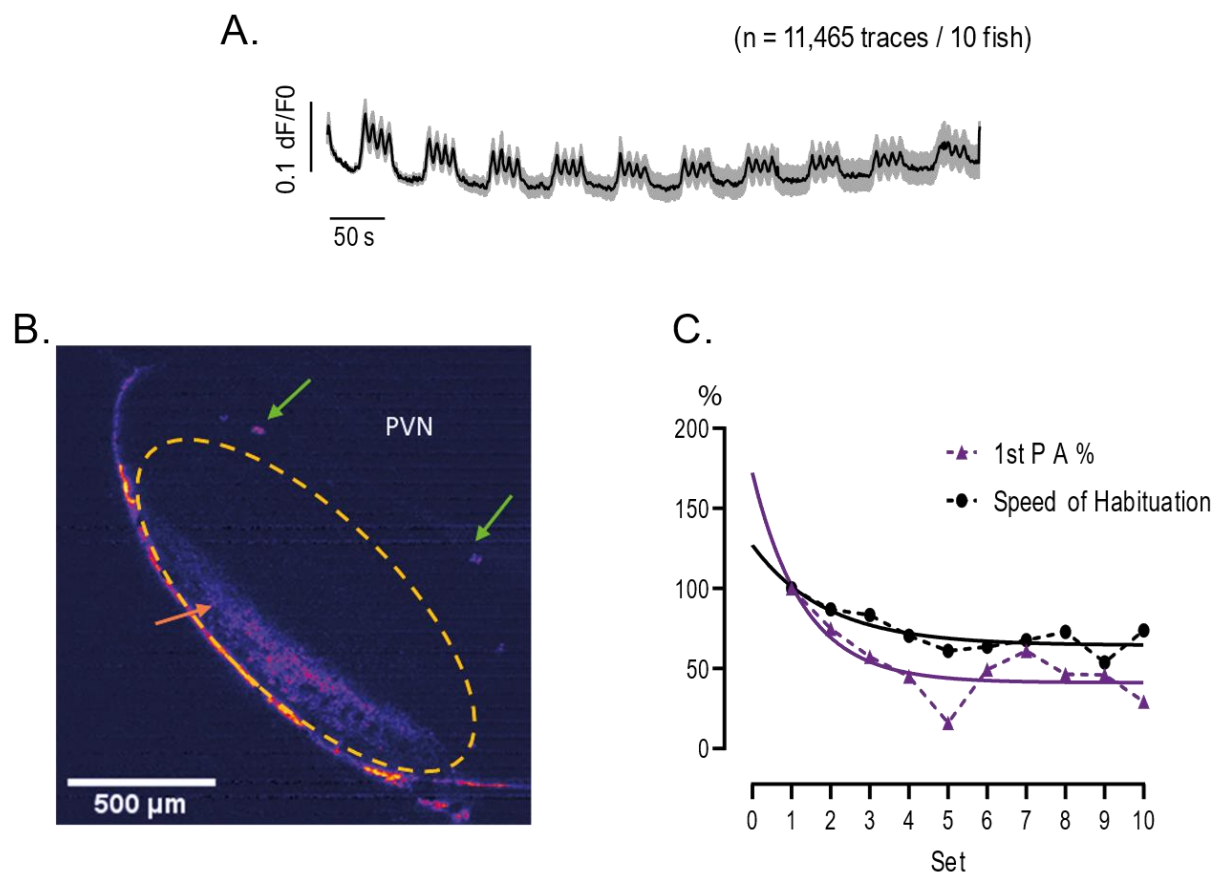 A.
(n = 11,465 traces / 10 fish)
0.1 dF/F0
50 s
B.
PVN
500 µm
C.
%
200
150
100
50
0
1st P A %
Speed of Habituation
0 1 2 3 4 5 6 7 8 9 10
Set